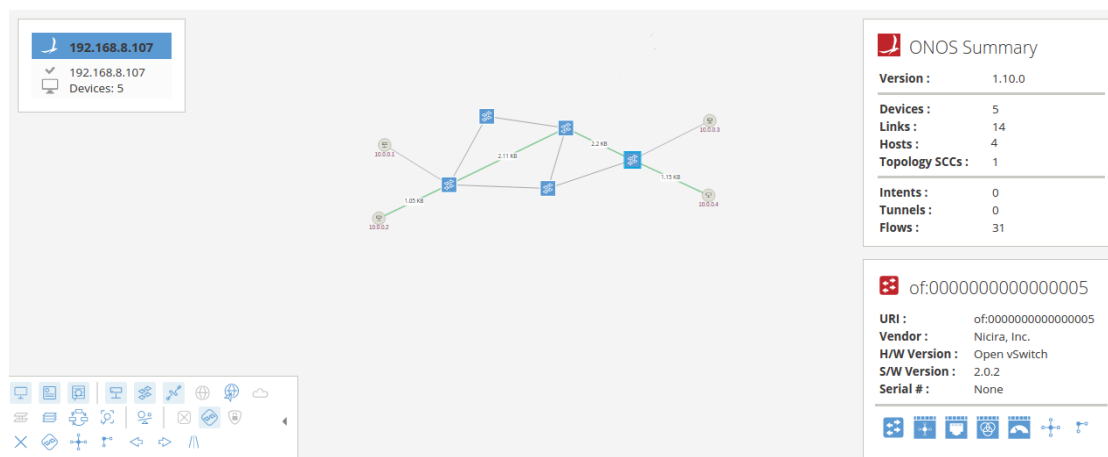 192.168.8.107
192.168.8.107
Devices: 5
10.0.0.1
10.0.0.2
1.05 KB
2.11 KB
2.2 KB
1.15 KB
10.0.0.3
10.0.0.4
ONOS Summary
Version : 1.10.0
Devices : 5
Links : 14
Hosts : 4
Topology SCCs : 1
Intents : 0
Tunnels : 0
Flows : 31
of:0000000000000005
URI : of:0000000000000005
Vendor : Nicira, Inc.
H/W Version : Open vSwitch
S/W Version : 2.0.2
Serial # : None